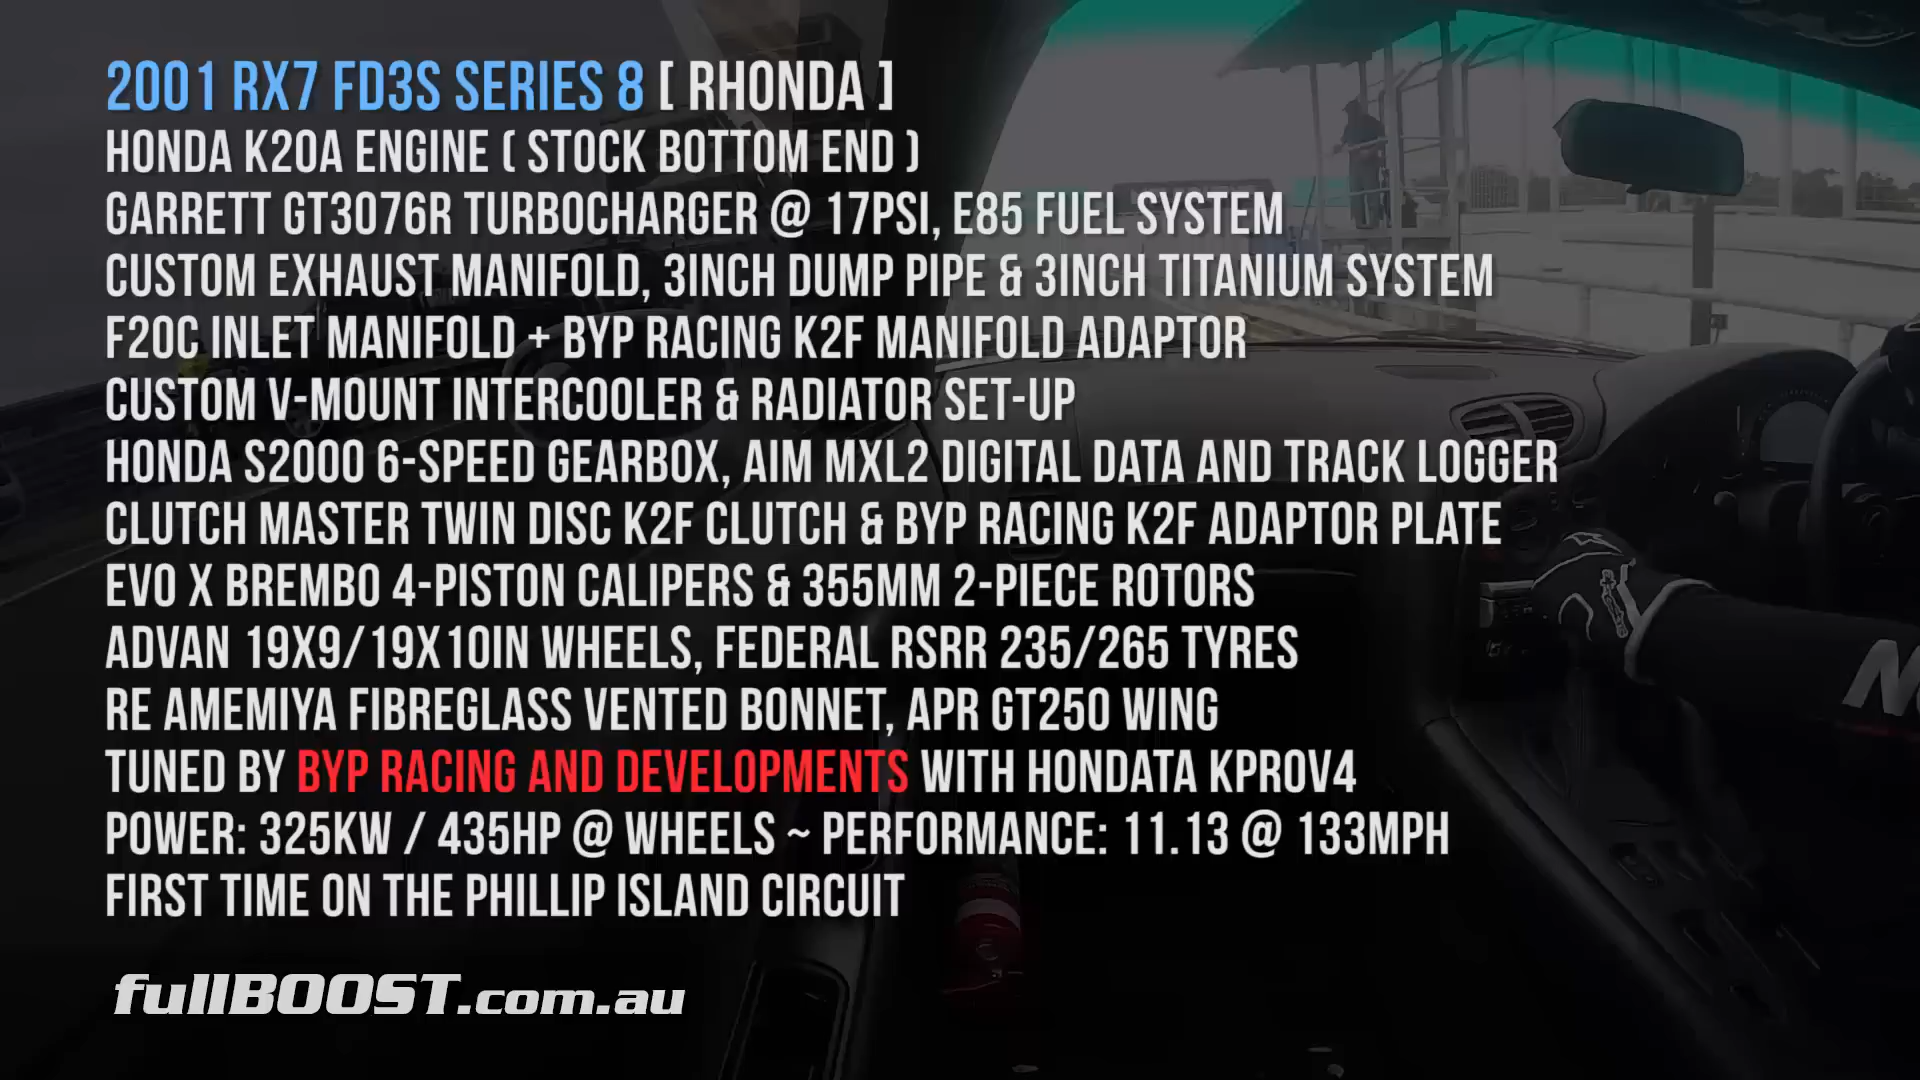 2001 RX7 FD3S SERIES 8 [ RHONDA ]
HONDA K20A ENGINE ( STOCK BOTTOM END )
GARRETT GT3076R TURBOCHARGER @ 17PSI, E85 FUEL SYSTEM
CUSTOM EXHAUST MANIFOLD, 3INCH DUMP PIPE & 3INCH TITANIUM SYSTEM
F20C INLET MANIFOLD + BYP RACING K2F MANIFOLD ADAPTOR
CUSTOM V-MOUNT INTERCOOLER & RADIATOR SET-UP
HONDA S2000 6-SPEED GEARBOX, AIM MXL2 DIGITAL DATA AND TRACK LOGGER
CLUTCH MASTER TWIN DISC K2F CLUTCH & BYP RACING K2F ADAPTOR PLATE
EVO X BREMBO 4-PISTON CALIPERS & 355MM 2-PIECE ROTORS
ADVAN 19X9/19X10IN WHEELS, FEDERAL RSRR 235/265 TYRES
RE AMEMIYA FIBREGLASS VENTED BONNET, APR GT250 WING
TUNED BY BYP RACING AND DEVELOPMENTS WITH HONDATA KPROV4
POWER: 325KW / 435HP @ WHEELS ~ PERFORMANCE: 11.13 @ 133MPH
FIRST TIME ON THE PHILLIP ISLAND CIRCUIT
fullBOOST.com.au